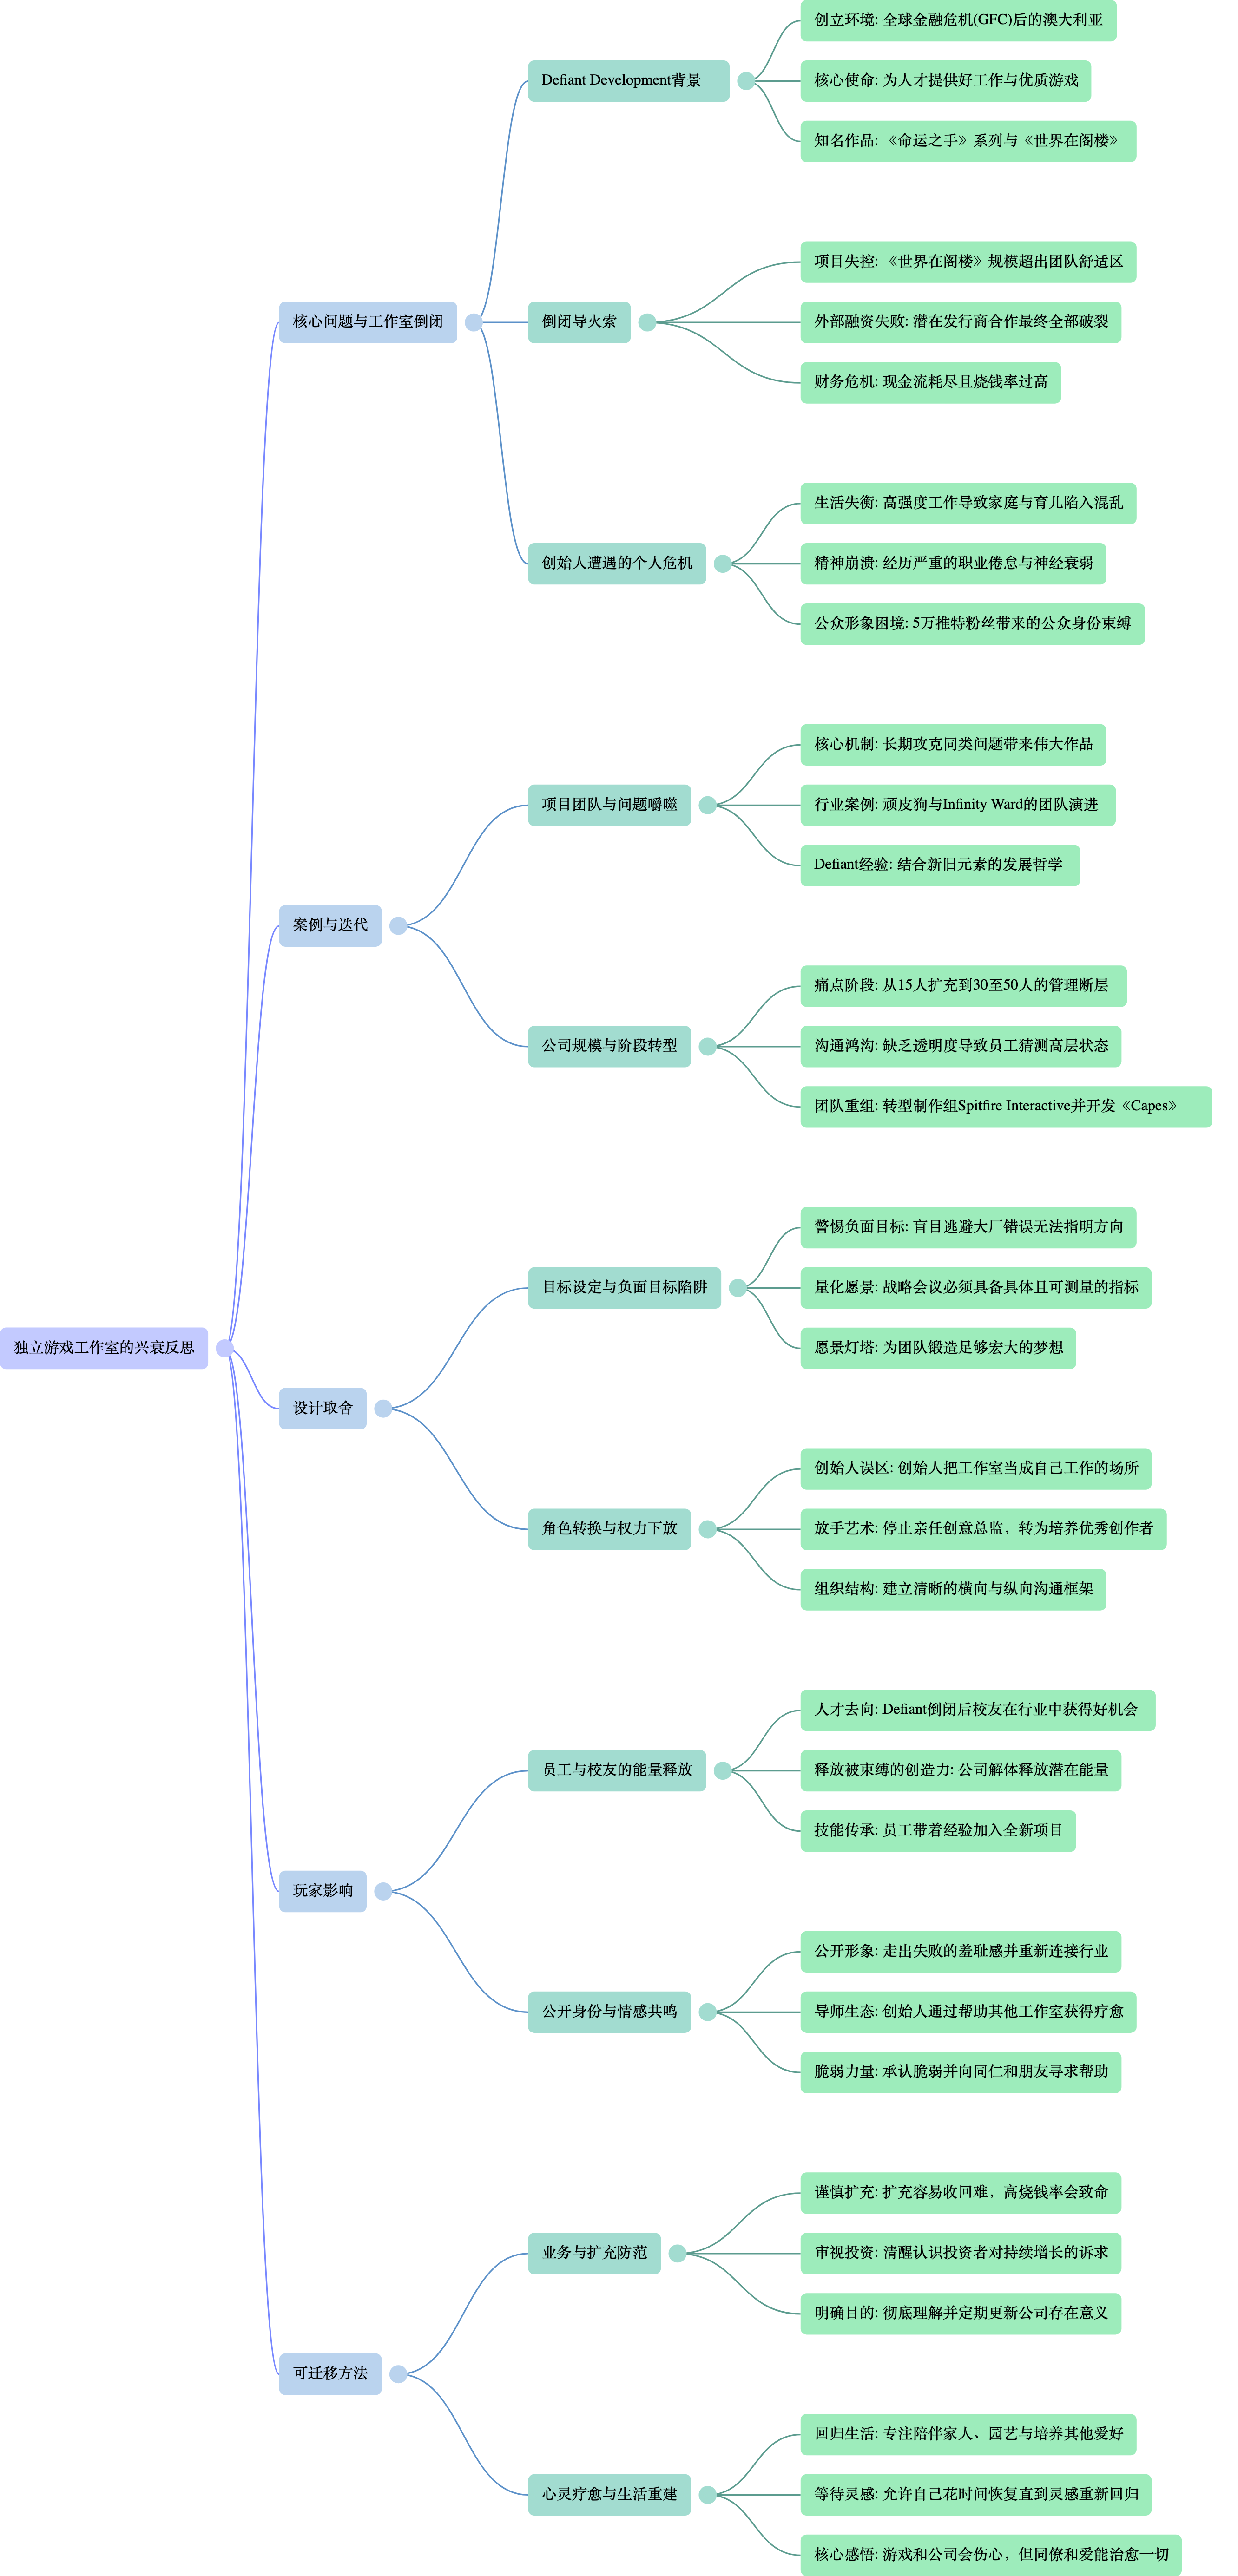 独立游戏工作室的兴衰反思
核心问题与工作室倒闭
Defiant Development背景
创立环境: 全球金融危机(GFC)后的澳大利亚
核心使命: 为人才提供好工作与优质游戏
知名作品: 《命运之手》系列与《世界在阁楼》
倒闭导火索
项目失控: 《世界在阁楼》规模超出团队舒适区
外部融资失败: 潜在发行商合作最终全部破裂
财务危机: 现金流耗尽且烧钱率过高
创始人遭遇的个人危机
生活失衡: 高强度工作导致家庭与育儿陷入混乱
精神崩溃: 经历严重的职业倦怠与神经衰弱
公众形象困境: 5万推特粉丝带来的公众身份束缚
案例与迭代
项目团队与问题嚼噬
核心机制: 长期攻克同类问题带来伟大作品
行业案例: 顽皮狗与Infinity Ward的团队演进
Defiant经验: 结合新旧元素的发展哲学
公司规模与阶段转型
痛点阶段: 从15人扩充到30至50人的管理断层
沟通鸿沟: 缺乏透明度导致员工猜测高层状态
团队重组: 转型制作组Spitfire Interactive并开发《Capes》
设计取舍
目标设定与负面目标陷阱
警惕负面目标: 盲目逃避大厂错误无法指明方向
量化愿景: 战略会议必须具备具体且可测量的指标
愿景灯塔: 为团队锻造足够宏大的梦想
角色转换与权力下放
创始人误区: 创始人把工作室当成自己工作的场所
放手艺术: 停止亲任创意总监，转为培养优秀创作者
组织结构: 建立清晰的横向与纵向沟通框架
玩家影响
员工与校友的能量释放
人才去向: Defiant倒闭后校友在行业中获得好机会
释放被束缚的创造力: 公司解体释放潜在能量
技能传承: 员工带着经验加入全新项目
公开身份与情感共鸣
公开形象: 走出失败的羞耻感并重新连接行业
导师生态: 创始人通过帮助其他工作室获得疗愈
脆弱力量: 承认脆弱并向同仁和朋友寻求帮助
可迁移方法
业务与扩充防范
谨慎扩充: 扩充容易收回难，高烧钱率会致命
审视投资: 清醒认识投资者对持续增长的诉求
明确目的: 彻底理解并定期更新公司存在意义
心灵疗愈与生活重建
回归生活: 专注陪伴家人、园艺与培养其他爱好
等待灵感: 允许自己花时间恢复直到灵感重新回归
核心感悟: 游戏和公司会伤心，但同僚和爱能治愈一切